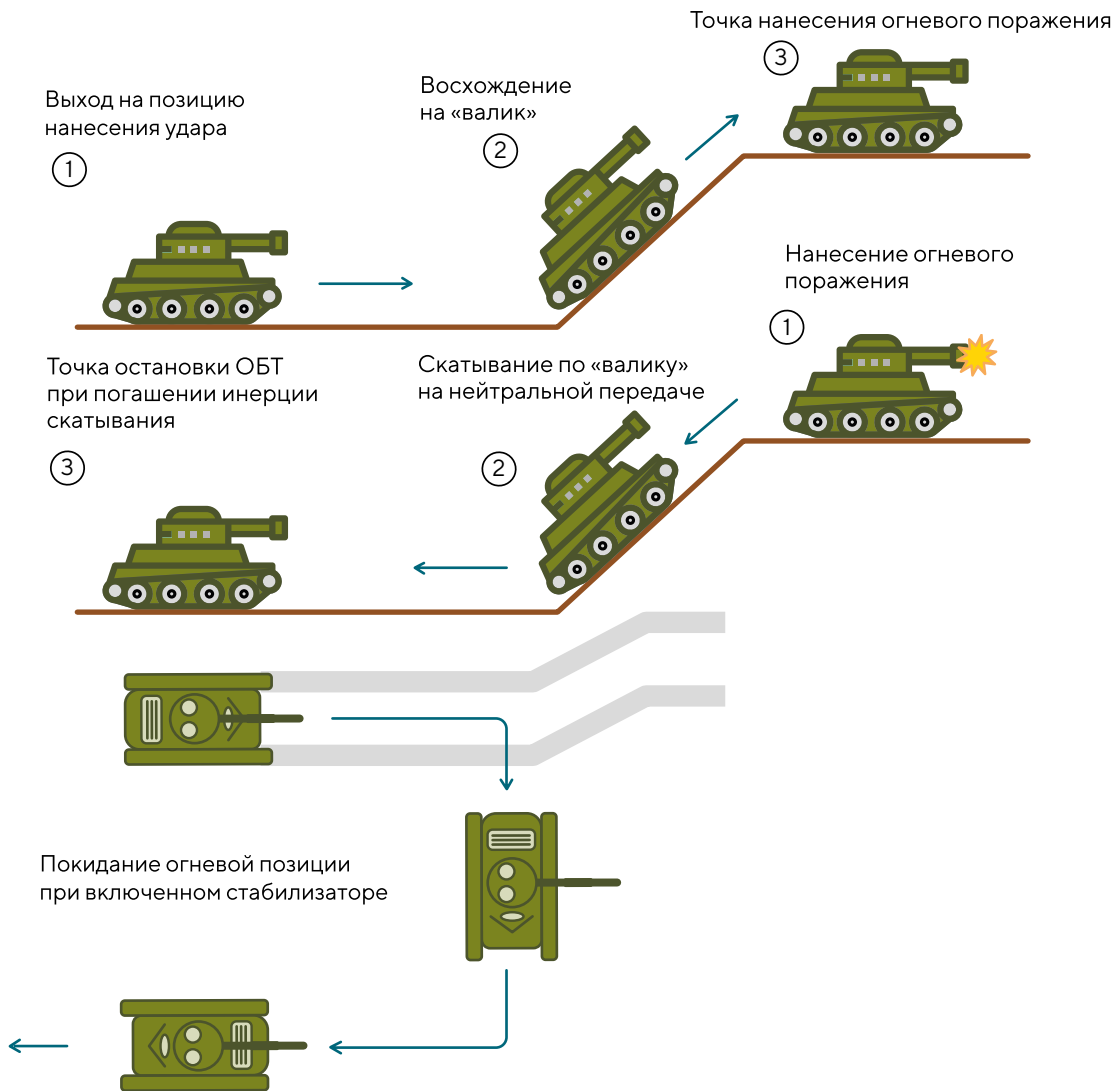 Точка нанесения огневого поражения
3
Восхождение
на «валик»
2
Выход на позицию
нанесения удара
1
Нанесение огневого
поражения
1
Скатывание по «валику»
на нейтральной передаче
2
Точка остановки ОБТ
при погашении инерции
скатывания
3
Покидание огневой позиции
при включенном стабилизаторе